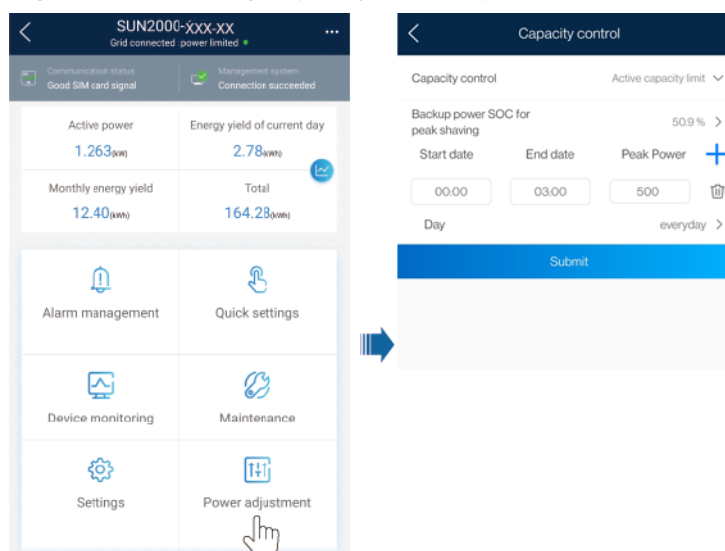 SUN2000-XXX-XX
Grid connected :power limited
Communication status
Good SIM card signal
Management system
Connection succeeded
Active power
1.263(kW)
Energy yield of current day
2.78(kWh)
Monthly energy yield
12.40(kWh)
Total
164.28(kWh)
Alarm management
Quick settings
Device monitoring
Maintenance
Settings
Power adjustment
Capacity control
Capacity control
Active capacity limit
Backup power SOC for
peak shaving
50.9 %
Start date End date Peak Power
00:00 03:00 500
Day
everyday
Submit